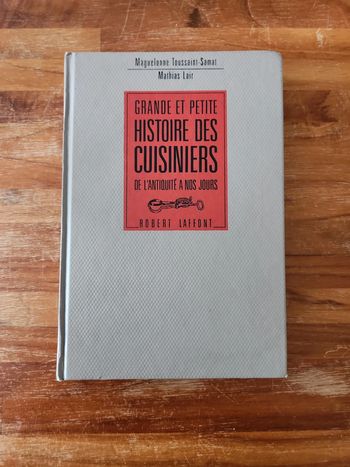 Maguelonne Toussaint-Samat
Mathias Lair
GRANDE ET PETITE
HISTOIRE DES
CUISINIERS
DE L'ANTIQUITÉ A NOS JOURS
ROBERT LAFFONT